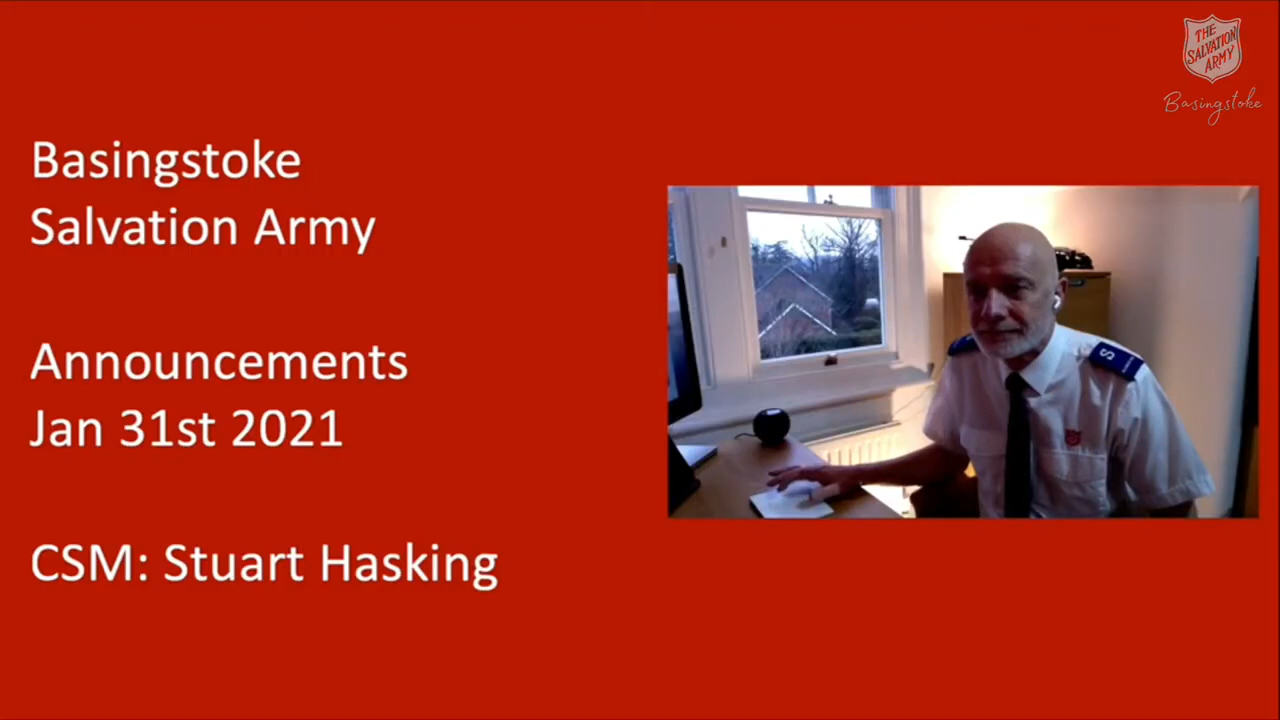 Basingstoke
Salvation Army
Announcements
Jan 31st 2021
CSM: Stuart Hasking
THE
SALVATION
ARMY
Basingstoke
S